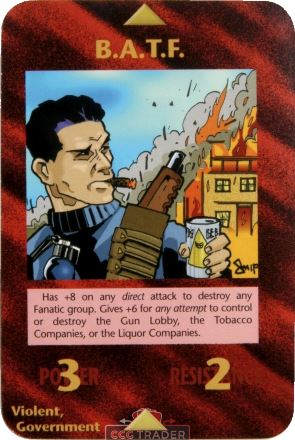 B.A.T.F.
Has +8 on any direct attack to destroy any
Fanatic group. Gives +6 for any attempt to control
or destroy the Gun Lobby, the Tobacco
Companies, or the Liquor Companies.
POWER 3 RESISTANCE 2
Violent,
Government
CCG TRADER